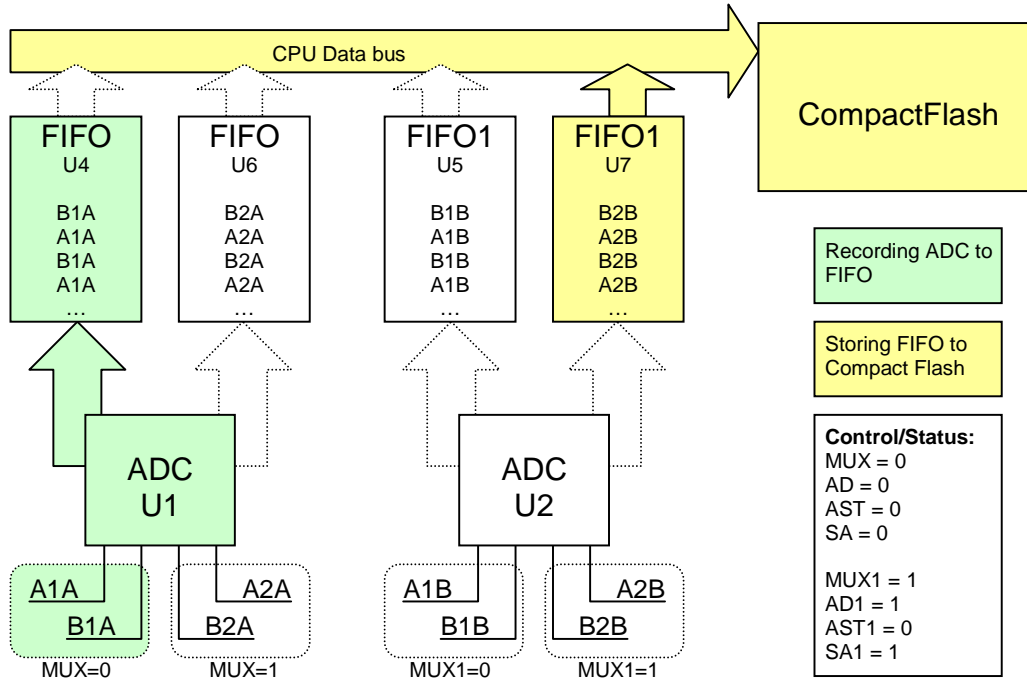 CPU Data bus
CompactFlash
FIFO
U4
B1A
A1A
B1A
A1A
…
FIFO
U6
B2A
A2A
B2A
A2A
…
FIFO1
U5
B1B
A1B
B1B
A1B
…
FIFO1
U7
B2B
A2B
B2B
A2B
…
Recording ADC to
FIFO
Storing FIFO to
Compact Flash
Control/Status:
MUX = 0
AD = 0
AST = 0
SA = 0
MUX1 = 1
AD1 = 1
AST1 = 0
SA1 = 1
ADC
U1
ADC
U2
A1A
B1A
MUX=0
A2A
B2A
MUX=1
A1B
B1B
MUX1=0
A2B
B2B
MUX1=1